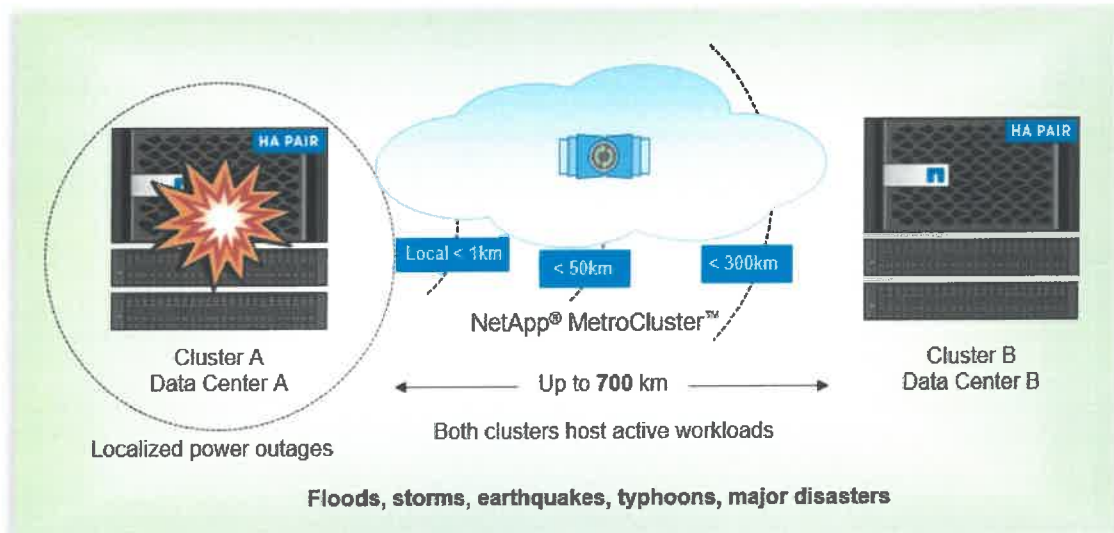 HA PAIR
HA PAIR
Local < 1km
< 50km
< 300km
NetApp® MetroCluster™
Cluster A
Data Center A
Cluster B
Data Center B
Up to 700 km
Localized power outages
Both clusters host active workloads
Floods, storms, earthquakes, typhoons, major disasters